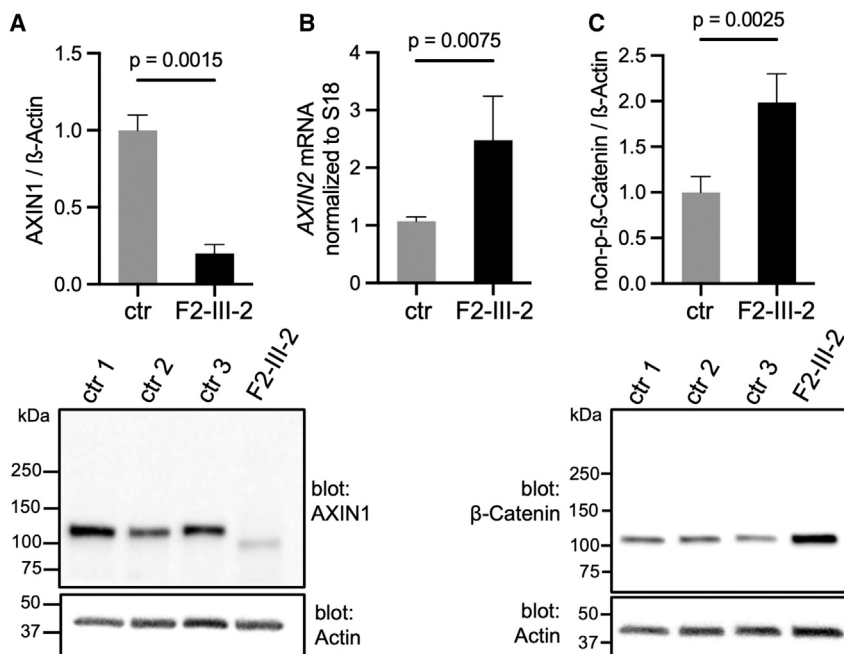 A
AXIN1 / ß-Actin
1.5
1.0
0.5
0.0
p = 0.0015
ctr
F2-III-2
B
AXIN2 mRNA
normalized to S18
4
3
2
1
0
p = 0.0075
ctr
F2-III-2
C
non-p-ß-Catenin / ß-Actin
2.5
2.0
1.5
1.0
0.5
0.0
p = 0.0025
ctr
F2-III-2
ctr 1
ctr 2
ctr 3
F2-III-2
kDa
250
150
100
75
50
37
blot:
AXIN1
blot:
Actin
ctr 1
ctr 2
ctr 3
F2-III-2
kDa
250
150
100
75
50
37
blot:
β-Catenin
blot:
Actin